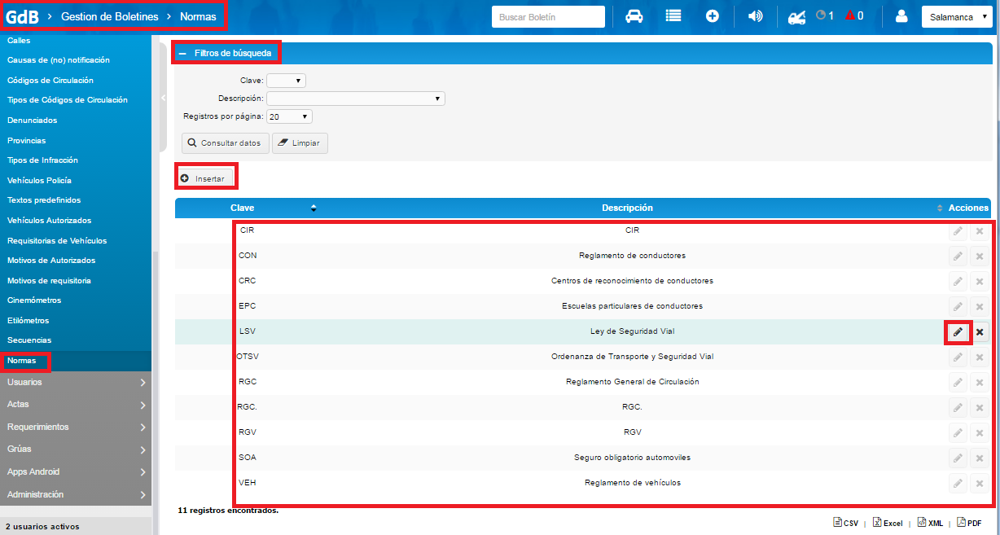 GdB > Gestion de Boletines > Normas
Buscar Boletín
1 0
Salamanca
Calles
Causas de (no) notificación
Códigos de Circulación
Tipos de Códigos de Circulación
Denunciados
Provincias
Tipos de Infracción
Vehículos Policía
Textos predefinidos
Vehículos Autorizados
Requisitorias de Vehículos
Motivos de Autorizados
Motivos de requisitoria
Cinemómetros
Etilómetros
Secuencias
Normas
Usuarios
Actas
Requerimientos
Grúas
Apps Android
Administración
2 usuarios activos
Filtros de búsqueda
Clave:
Descripción:
Registros por página: 20
Consultar datos Limpiar
Insertar
Clave Descripción Acciones
CIR CIR
CON Reglamento de conductores
CRC Centros de reconocimiento de conductores
EPC Escuelas particulares de conductores
LSV Ley de Seguridad Vial
OTSV Ordenanza de Transporte y Seguridad Vial
RGC Reglamento General de Circulación
RGC. RGC.
RGV RGV
SOA Seguro obligatorio automoviles
VEH Reglamento de vehículos
11 registros encontrados.
CSV | Excel | XML | PDF